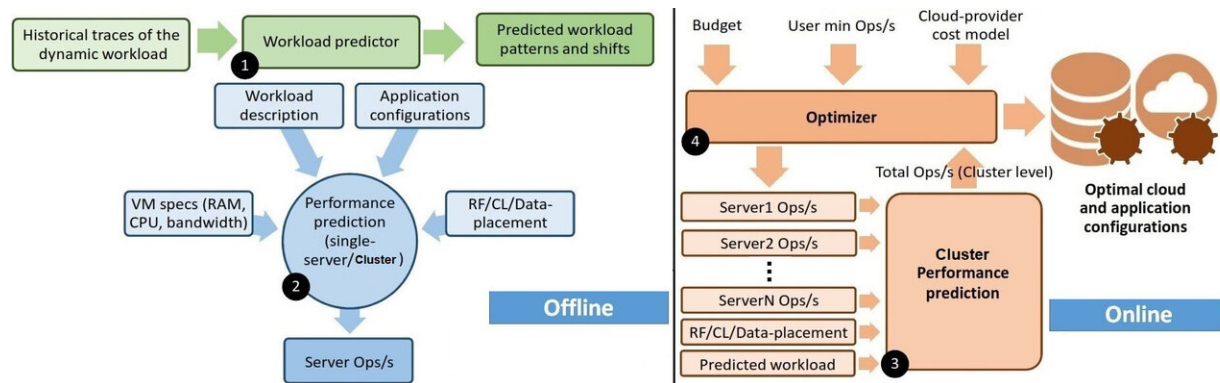 Historical traces of the
dynamic workload
Workload predictor
Predicted workload
patterns and shifts
1
Workload
description
Application
configurations
VM specs (RAM,
CPU, bandwidth)
Performance
prediction
(single-
server/Cluster)
RF/CL/Data-
placement
2
Offline
Server Ops/s
Budget
User min Ops/s
Cloud-provider
cost model
Optimizer
4
Total Ops/s (Cluster level)
Optimal cloud
and application
configurations
Server1 Ops/s
Server2 Ops/s
ServerN Ops/s
RF/CL/Data-placement
Predicted workload
Cluster
Performance
prediction
3
Online